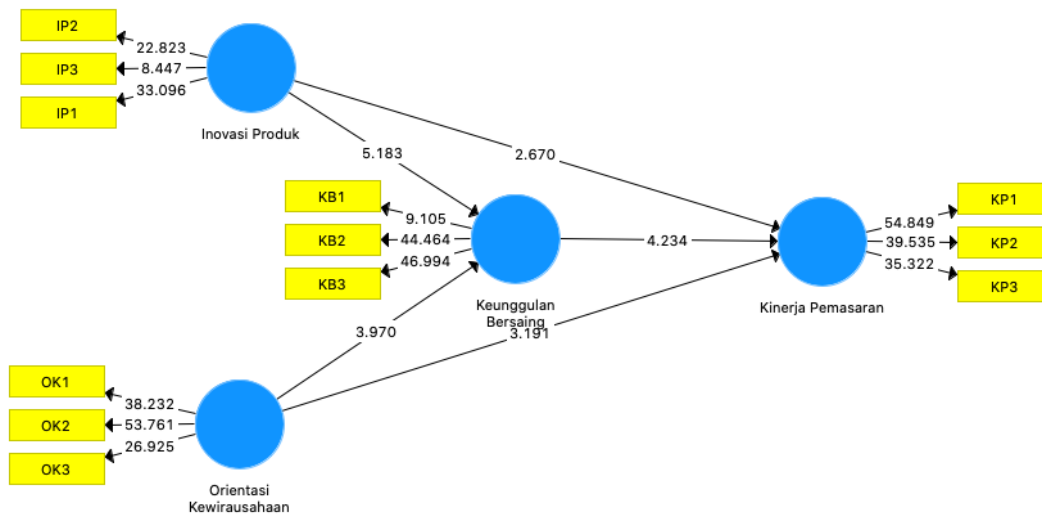 IP2
22.823
IP3
8.447
IP1
33.096
Inovasi Produk
5.183
2.670
KB1
9.105
KB2
44.464
KB3
46.994
Keunggulan
Bersaing
4.234
KP1
54.849
KP2
39.535
KP3
35.322
Kinerja Pemasaran
3.970
3.191
OK1
38.232
OK2
53.761
OK3
26.925
Orientasi
Kewirausahaan